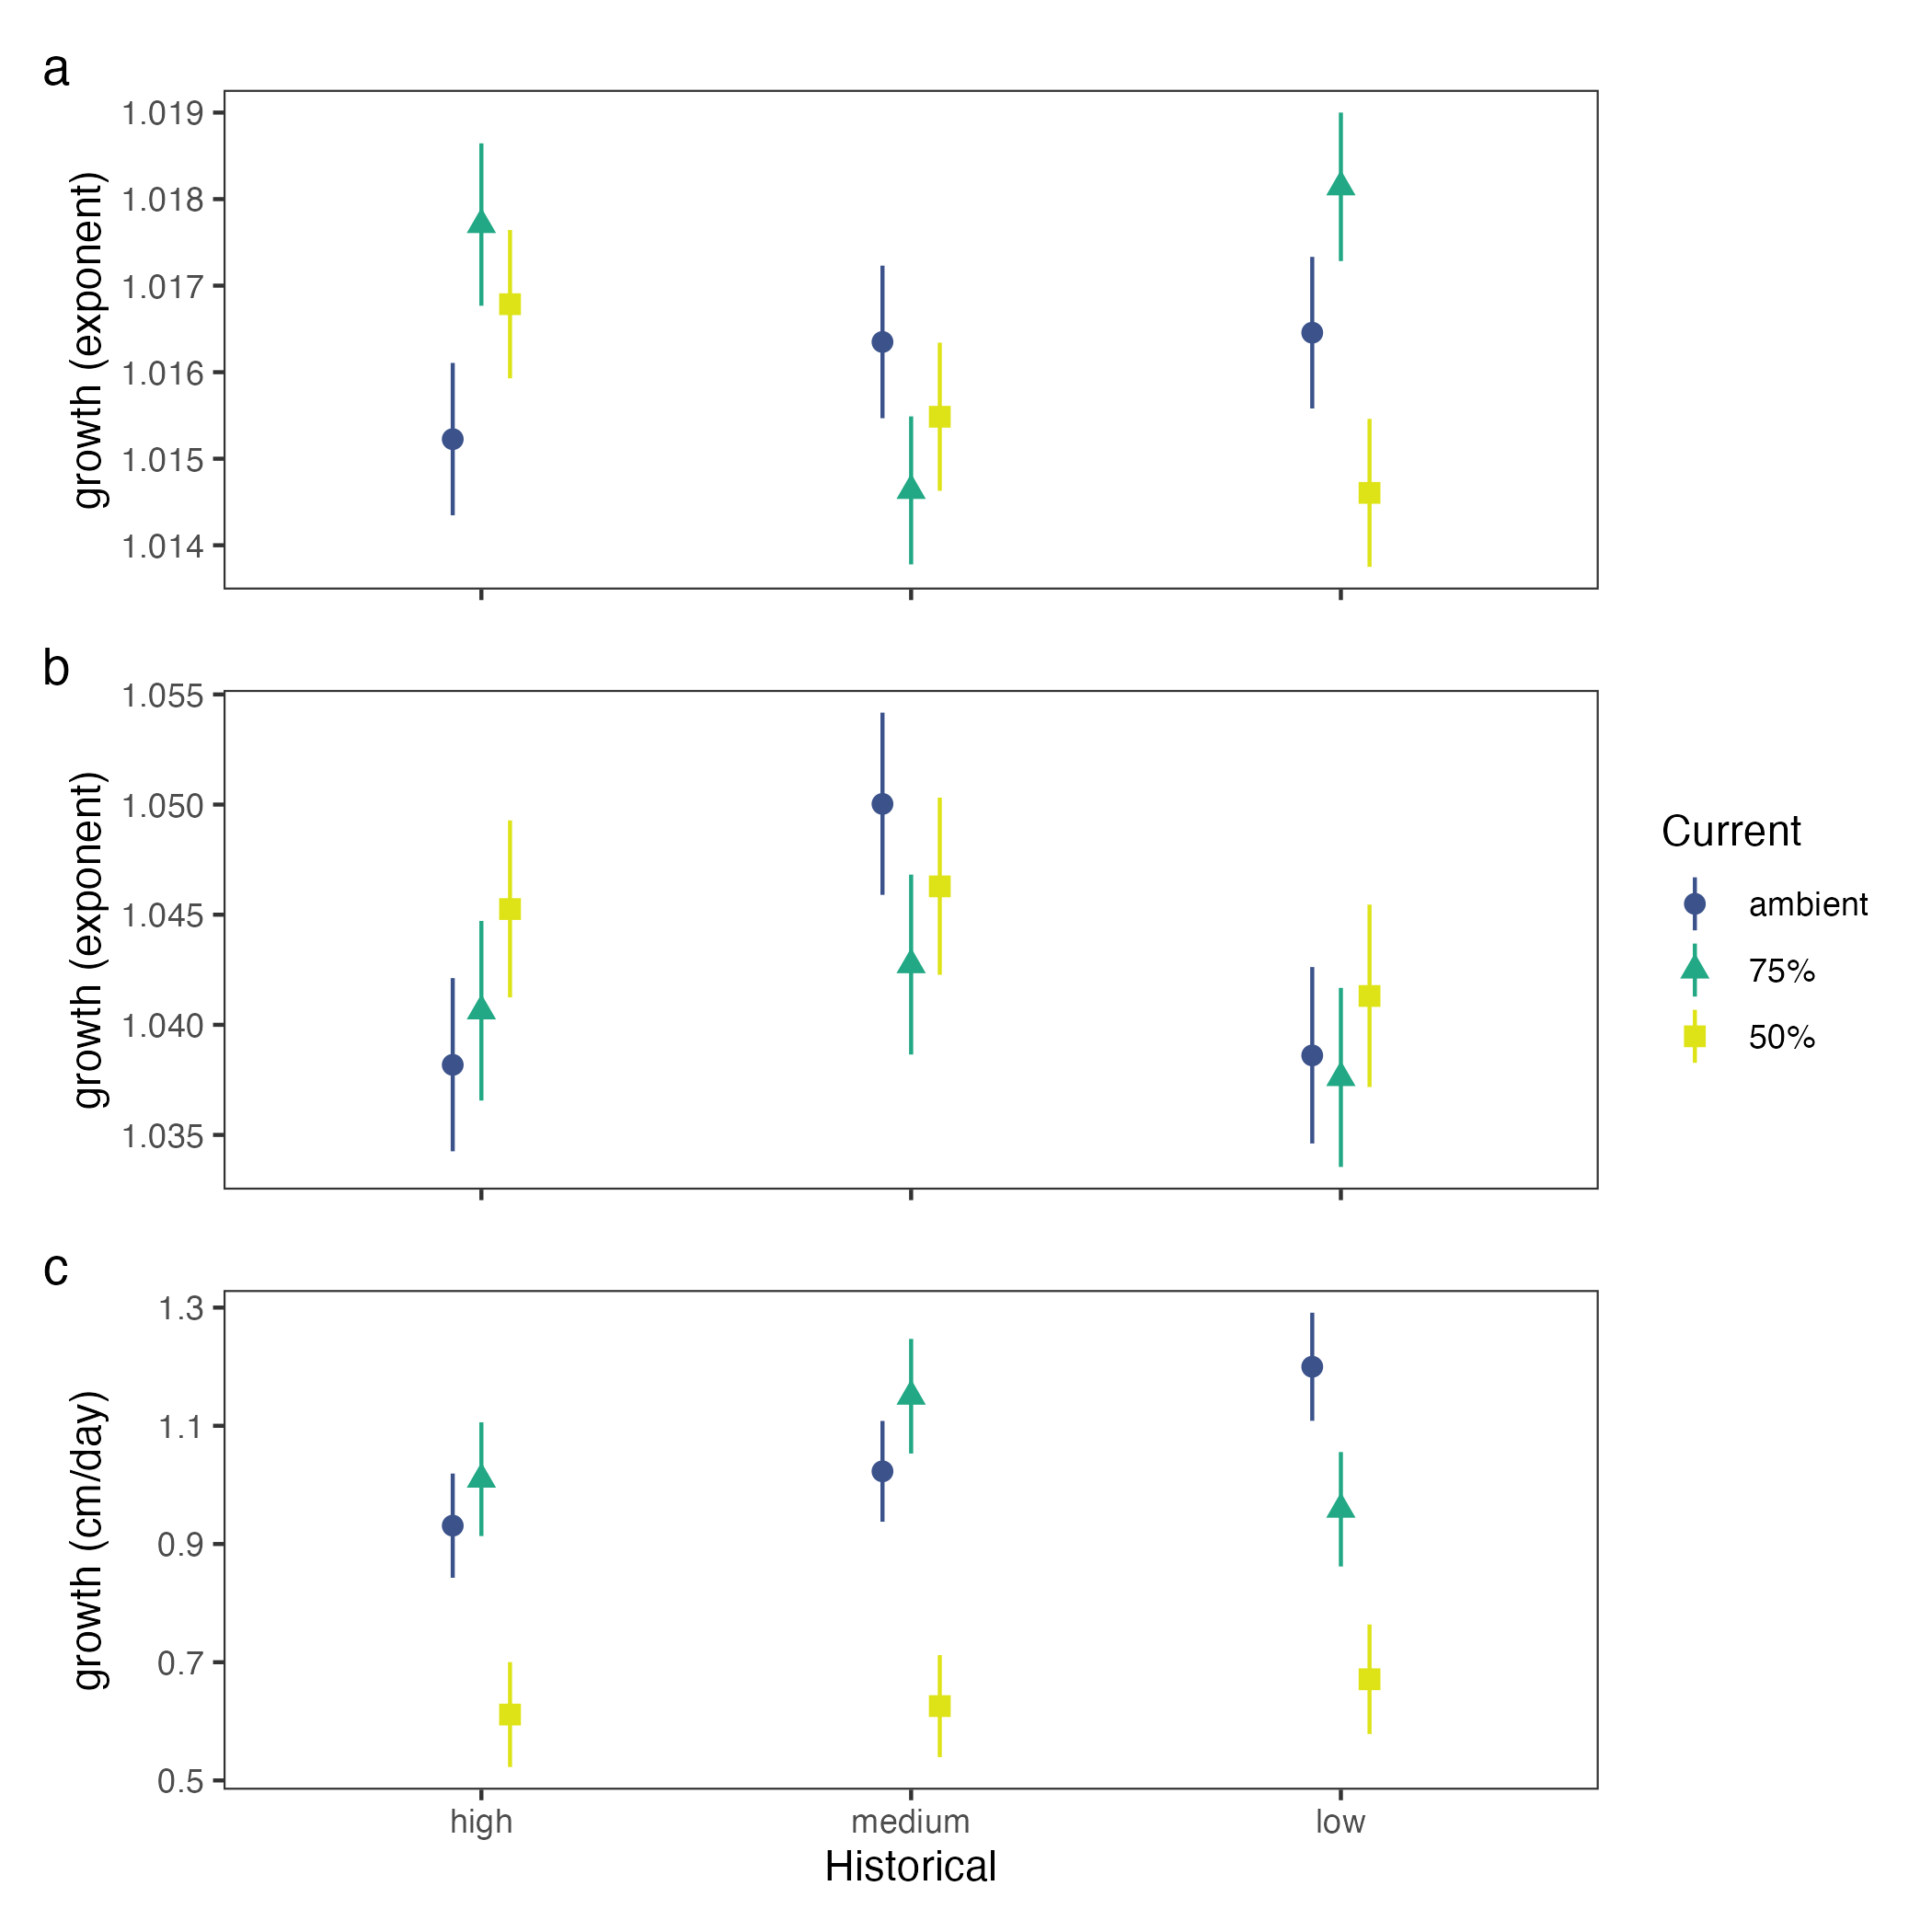 a
growth (exponent)
1.019
1.018
1.017
1.016
1.015
1.014
b
growth (exponent)
1.055
1.050
1.045
1.040
1.035
c
growth (cm/day)
1.3
1.1
0.9
0.7
0.5
high
medium
low
Historical
Current
ambient
75%
50%